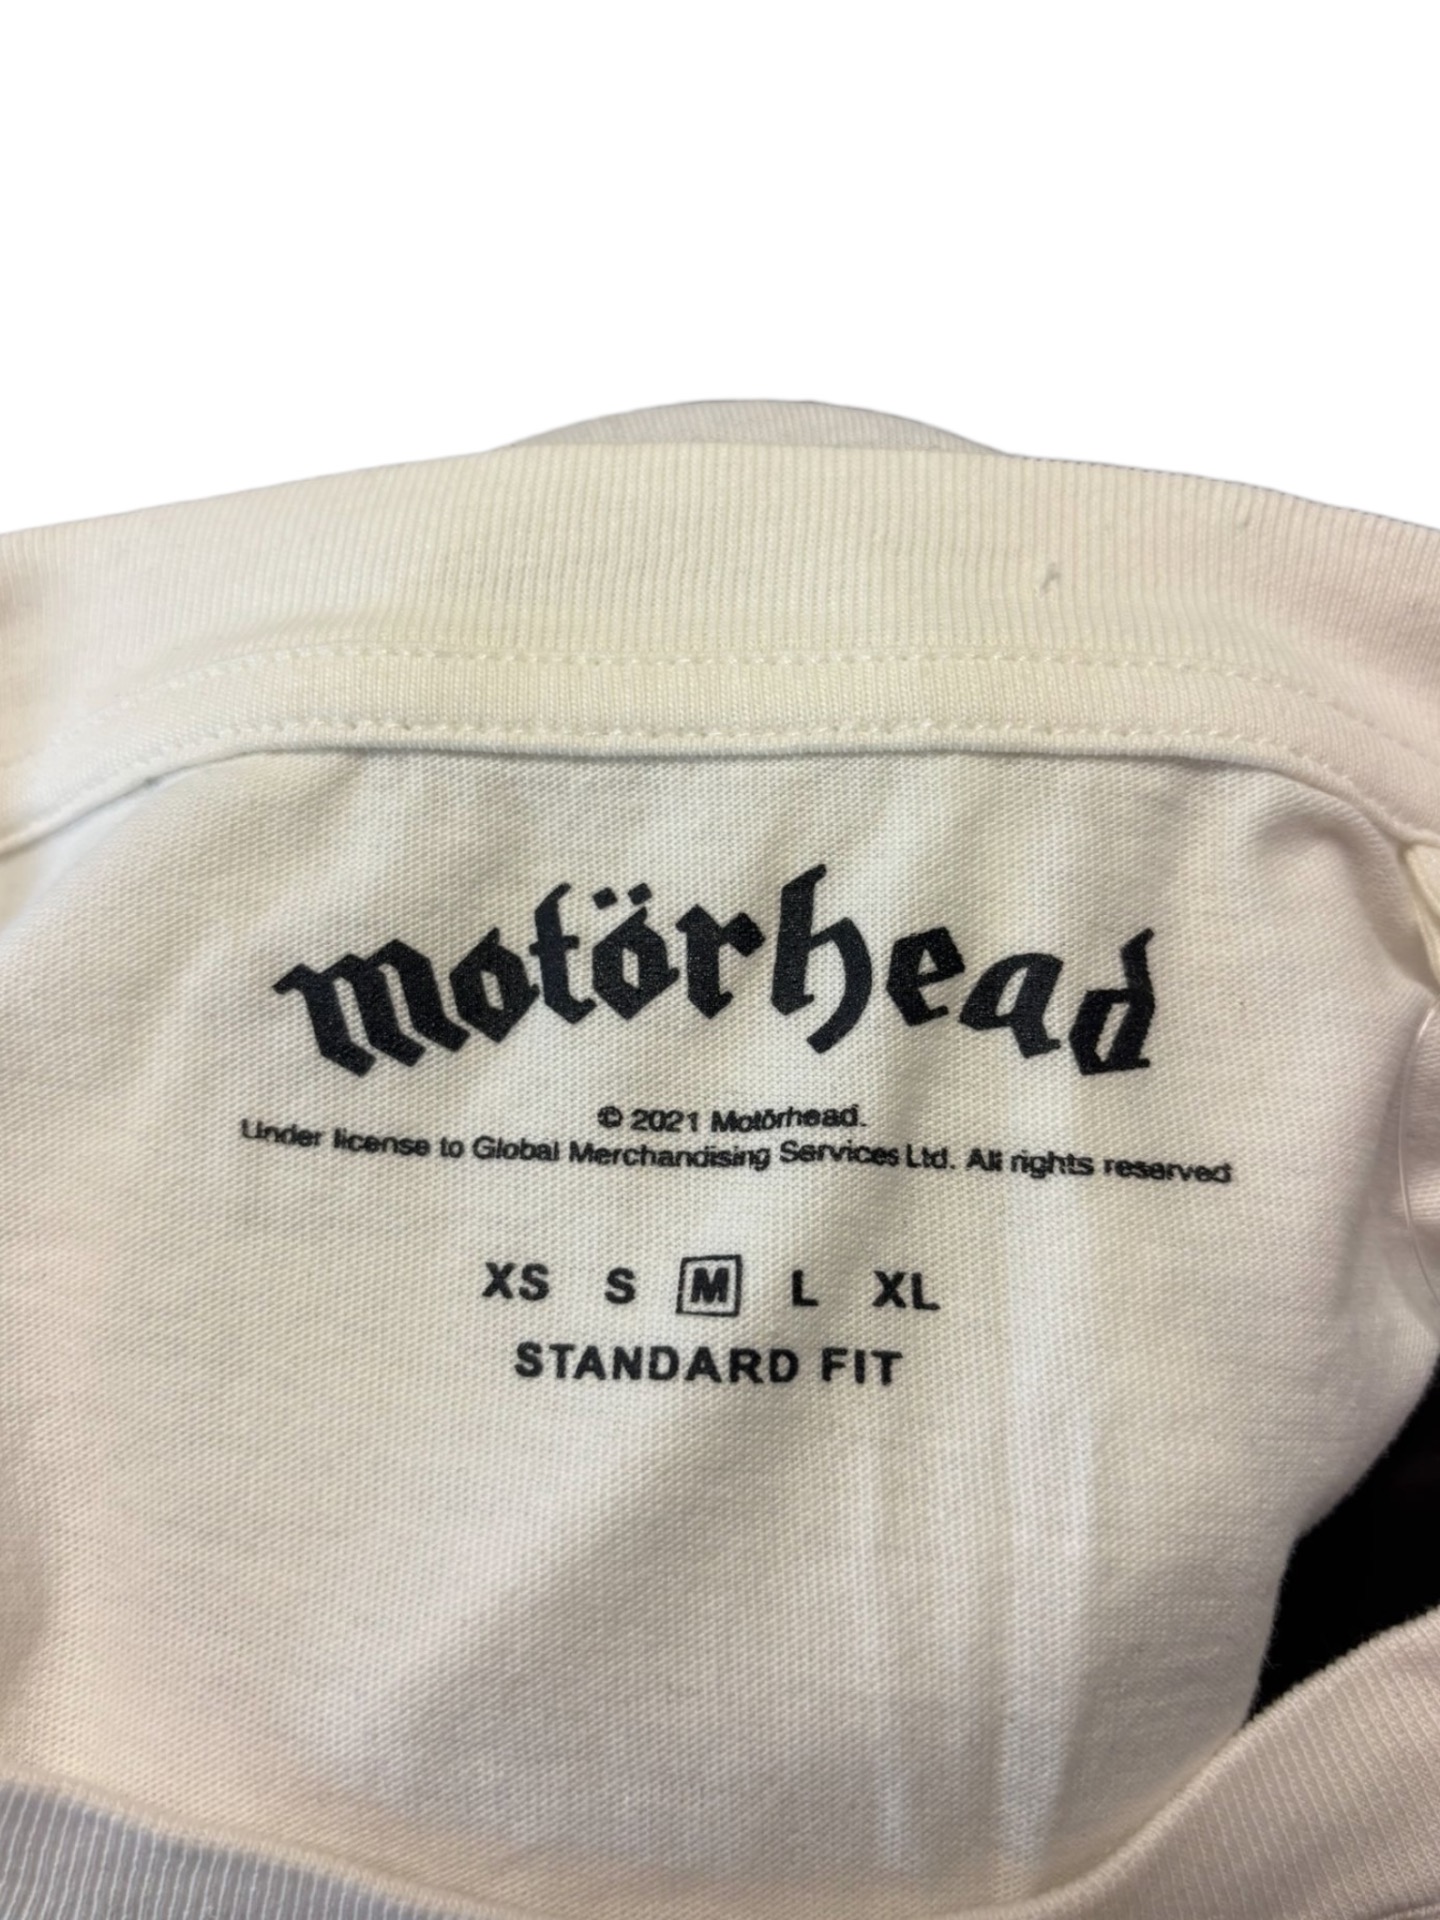 motörhead
© 2021 Motörhead.
Under license to Global Merchandising Services Ltd. All rights reserved
XS S M L XL
STANDARD FIT